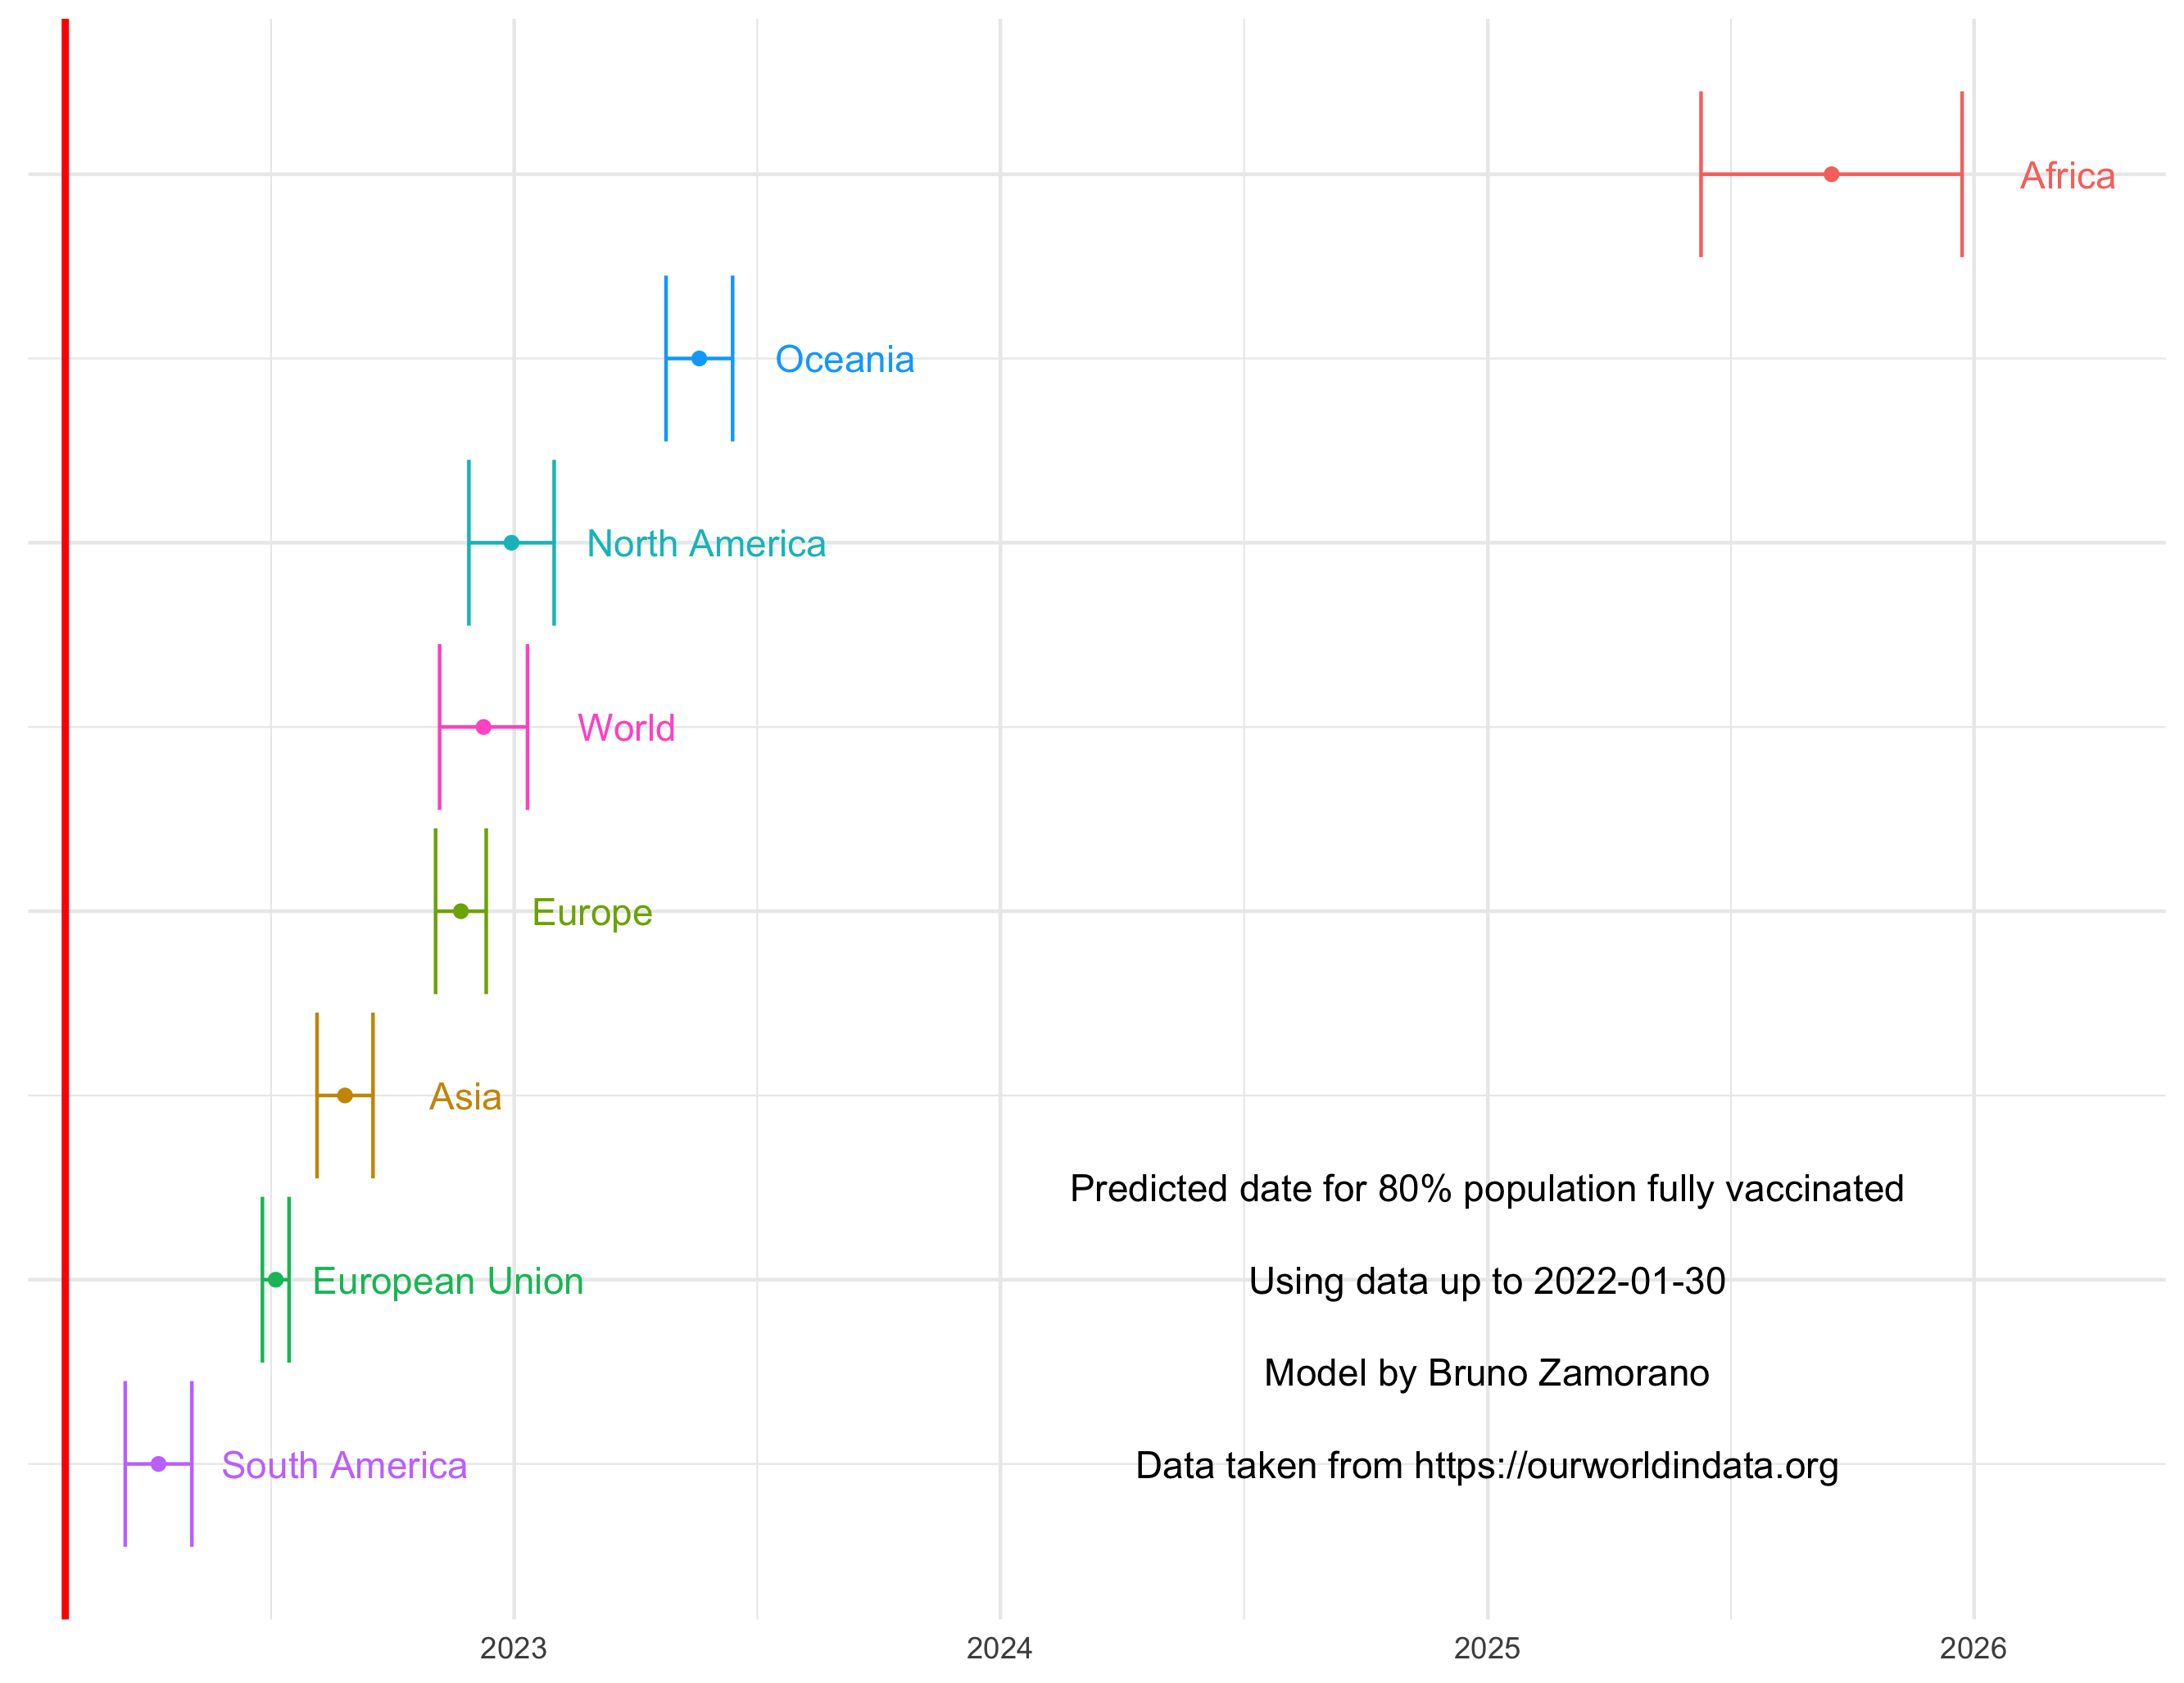 Africa
Oceania
North America
World
Europe
Asia
Predicted date for 80% population fully vaccinated
European Union
Using data up to 2022-01-30
Model by Bruno Zamorano
South America
Data taken from https://ourworldindata.org
2023
2024
2025
2026